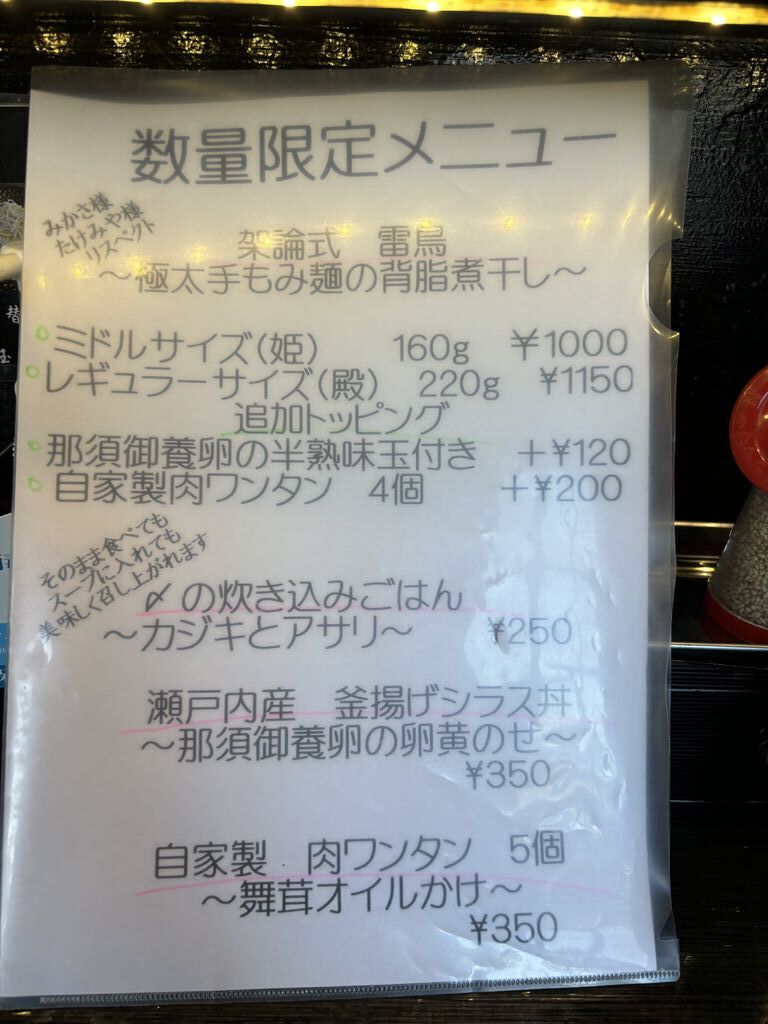 数量限定メニュー
みかさ様
たけみや様
リスペクト
架論式　雷鳥
～極太手もみ麺の背脂煮干し～
ミドルサイズ(姫)　160g　¥1000
レギュラーサイズ(殿)　220g　¥1150
追加トッピング
那須御養卵の半熟味玉付き　+¥120
自家製肉ワンタン　4個　+¥200
そのまま食べても
スープに入れても
美味しく召し上がれます
〆の炊き込みごはん
～カジキとアサリ～　¥250
瀬戸内産　釜揚げシラス丼
～那須御養卵の卵黄のせ～
¥350
自家製　肉ワンタン　5個
～舞茸オイルかけ～
¥350
替
玉